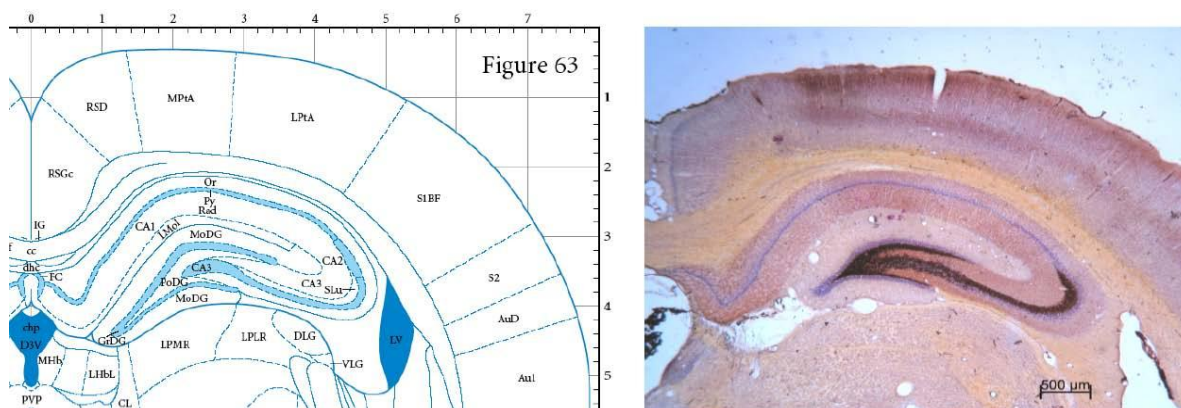 0 1 2 3 4 5 6 7
Figure 63
RSD MPtA LPtA
1
RSGc
2
Or
Py
Rad
S1BF
IG
CA1 LMol
MoDG
3
f cc
dhc
FC
CA3
CA2
S2
PoDG
CA3 SLu
MoDG
AuD
4
chp
D3V
GrDG
LPMR LPLR DLG
LV
MHb
LHbL
VLG
Au1
5
PVP
CL
500 µm